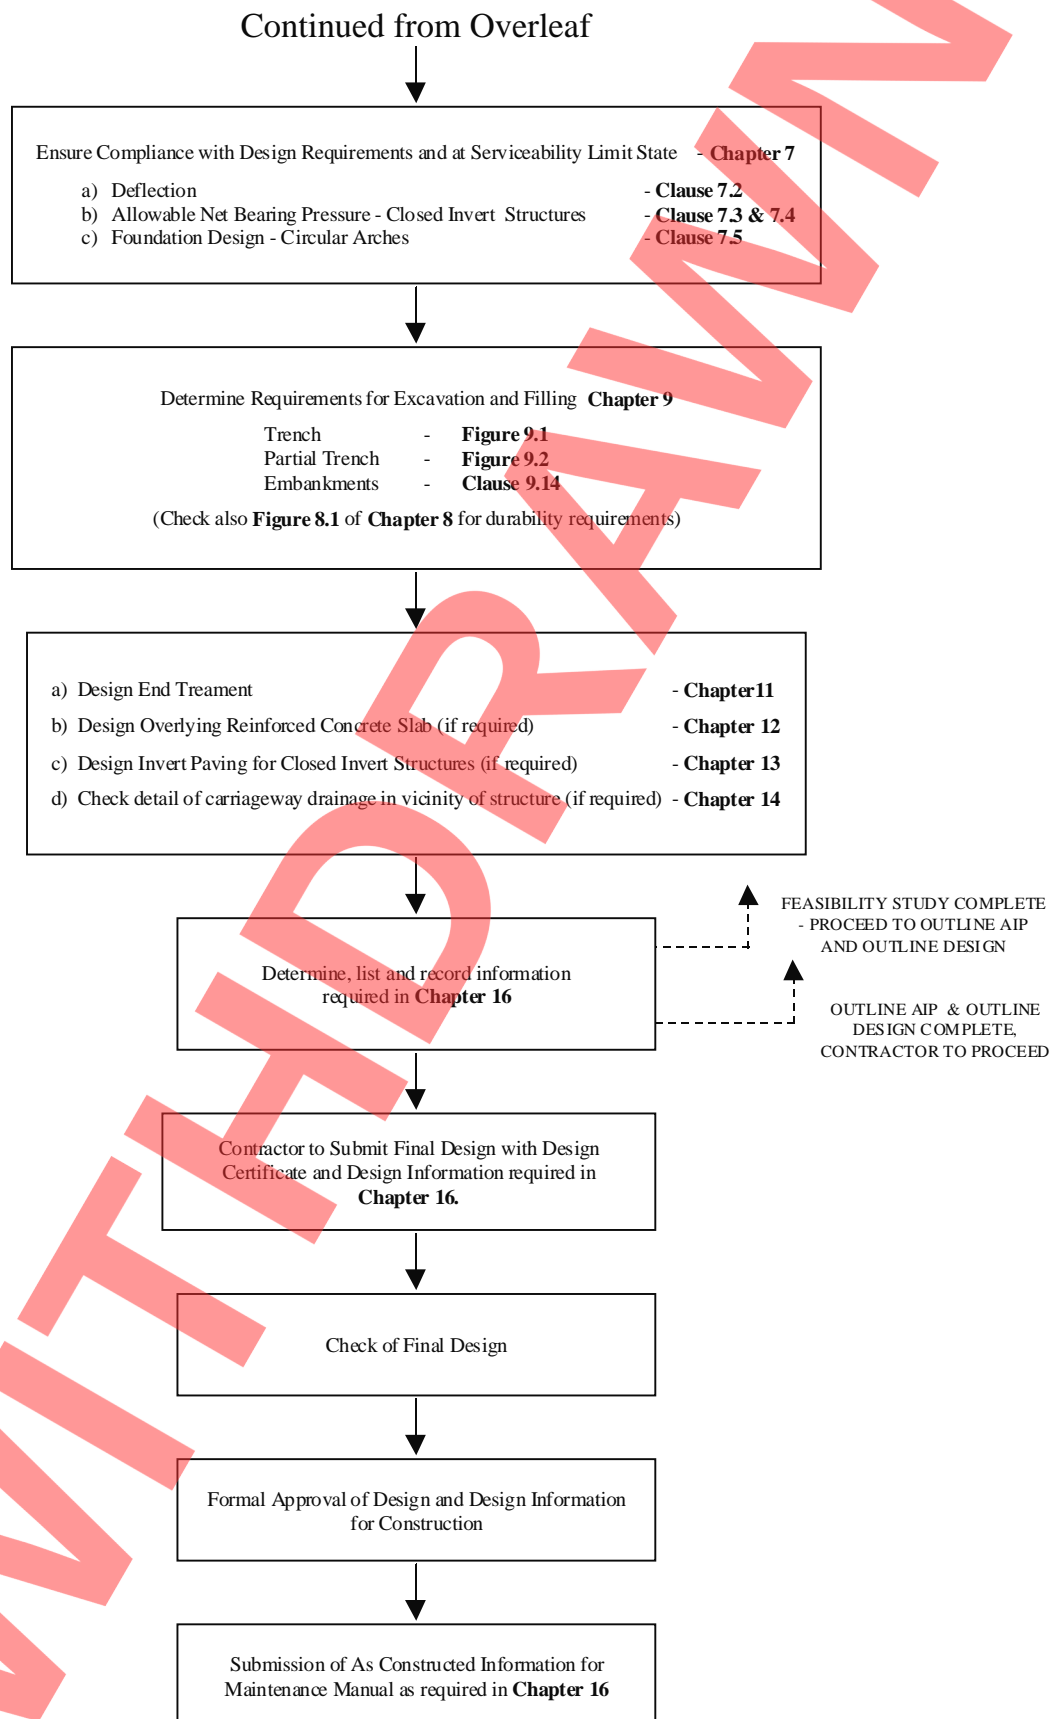 Continued from Overleaf
Ensure Compliance with Design Requirements and at Serviceability Limit State - Chapter 7
a) Deflection - Clause 7.2
b) Allowable Net Bearing Pressure - Closed Invert Structures - Clause 7.3 & 7.4
c) Foundation Design - Circular Arches - Clause 7.5
Determine Requirements for Excavation and Filling Chapter 9
Trench - Figure 9.1
Partial Trench - Figure 9.2
Embankments - Clause 9.14
(Check also Figure 8.1 of Chapter 8 for durability requirements)
a) Design End Treament - Chapter11
b) Design Overlying Reinforced Concrete Slab (if required) - Chapter 12
c) Design Invert Paving for Closed Invert Structures (if required) - Chapter 13
d) Check detail of carriageway drainage in vicinity of structure (if required) - Chapter 14
FEASIBILITY STUDY COMPLETE
- PROCEED TO OUTLINE AIP
AND OUTLINE DESIGN
Determine, list and record information
required in Chapter 16
OUTLINE AIP & OUTLINE
DESIGN COMPLETE,
CONTRACTOR TO PROCEED
Contractor to Submit Final Design with Design
Certificate and Design Information required in
Chapter 16.
Check of Final Design
Formal Approval of Design and Design Information
for Construction
Submission of As Constructed Information for
Maintenance Manual as required in Chapter 16
WITHDRAWN